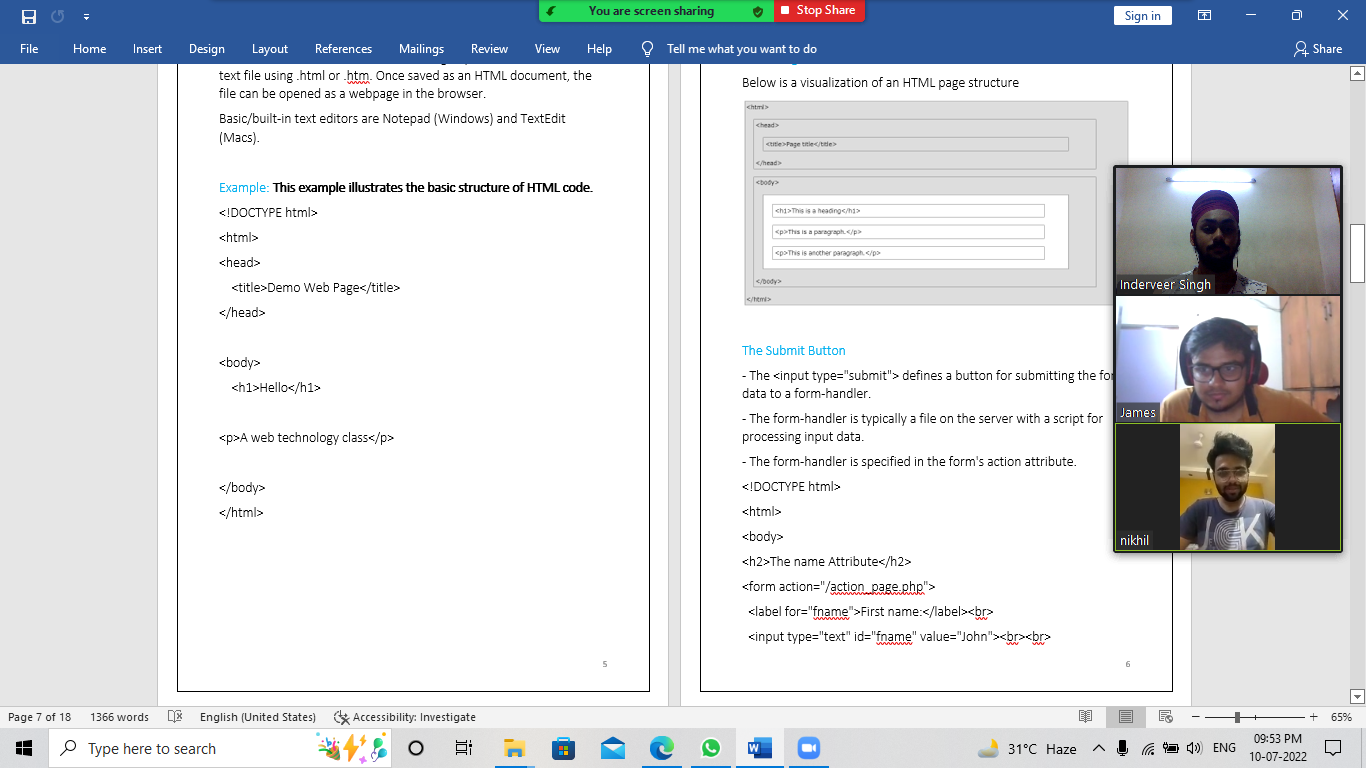 You are screen sharing
Stop Share
Sign in
File Home Insert Design Layout References Mailings Review View Help Tell me what you want to do Share
text file using .html or .htm. Once saved as an HTML document, the
file can be opened as a webpage in the browser.
Basic/built-in text editors are Notepad (Windows) and TextEdit
(Macs).
Example: This example illustrates the basic structure of HTML code.
<!DOCTYPE html>
<html>
<head>
<title>Demo Web Page</title>
</head>
<body>
<h1>Hello</h1>
<p>A web technology class</p>
</body>
</html>
5
Below is a visualization of an HTML page structure
<html>
<head>
<title>Page title</title>
</head>
<body>
<h1>This is a heading</h1>
<p>This is a paragraph.</p>
<p>This is another paragraph.</p>
</body>
</html>
The Submit Button
- The <input type="submit"> defines a button for submitting the
data to a form-handler.
- The form-handler is typically a file on the server with a script for
processing input data.
- The form-handler is specified in the form's action attribute.
<!DOCTYPE html>
<html>
<body>
<h2>The name Attribute</h2>
<form action="/action_page.php">
<label for="fname">First name:</label><br>
<input type="text" id="fname" value="John"><br><br>
6
Inderveer Singh
James
nikhil
Page 7 of 18 1366 words English (United States) Accessibility: Investigate 65%
Type here to search
31°C Haze ENG
09:53 PM
10-07-2022